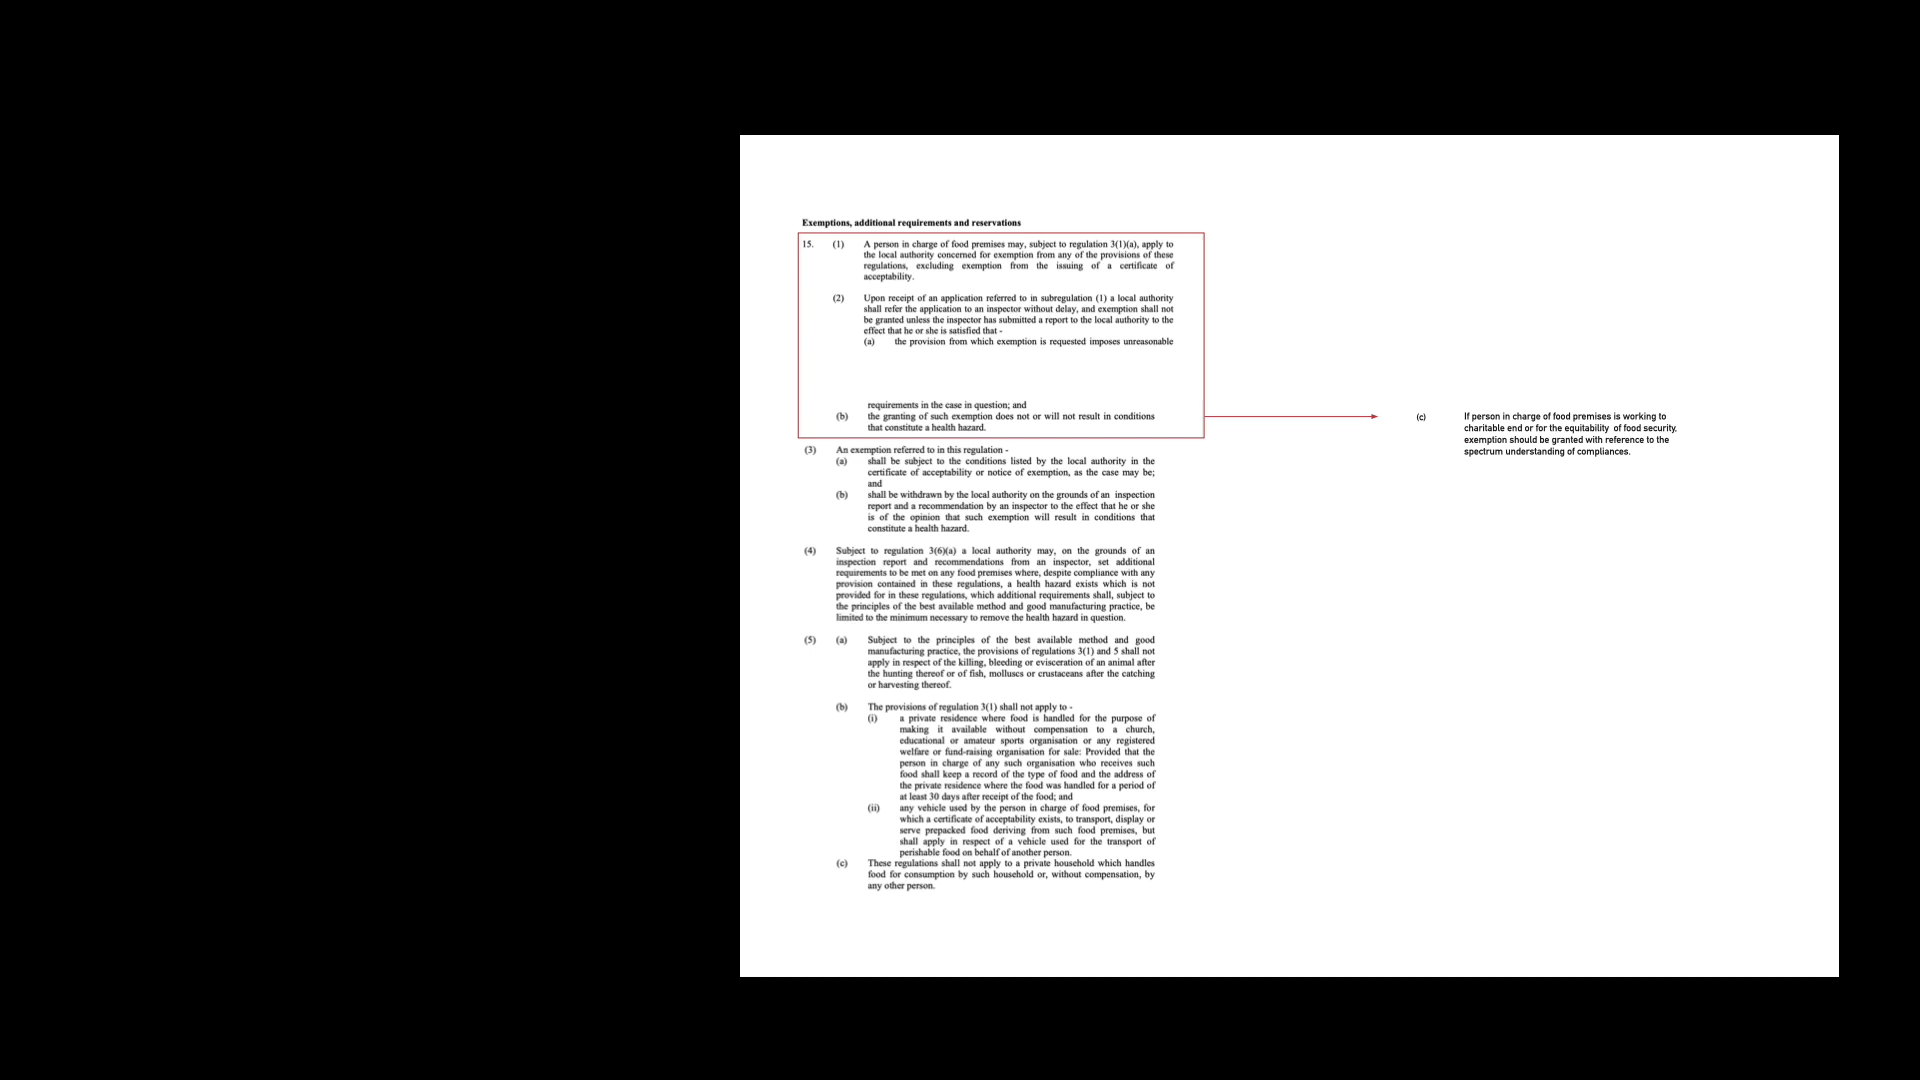 Exemptions, additional requirements and reservations
15. (1) A person in charge of food premises may, subject to regulation 3(1)(a), apply to
the local authority concerned for exemption from any of the provisions of these
regulations, excluding exemption from the issuing of a certificate of
acceptability.
(2) Upon receipt of an application referred to in subregulation (1) a local authority
shall refer the application to an inspector without delay, and exemption shall not
be granted unless the inspector has submitted a report to the local authority to the
effect that he or she is satisfied that -
(a) the provision from which exemption is requested imposes unreasonable
requirements in the case in question; and
(b) the granting of such exemption does not or will not result in conditions
that constitute a health hazard.
(c) If person in charge of food premises is working to
charitable end or for the equitability of food security,
exemption should be granted with reference to the
spectrum understanding of compliances.
(3) An exemption referred to in this regulation -
(a) shall be subject to the conditions listed by the local authority in the
certificate of acceptability or notice of exemption, as the case may be;
and
(b) shall be withdrawn by the local authority on the grounds of an inspection
report and a recommendation by an inspector to the effect that he or she
is of the opinion that such exemption will result in conditions that
constitute a health hazard.
(4) Subject to regulation 3(6)(a) a local authority may, on the grounds of an
inspection report and recommendations from an inspector, set additional
requirements to be met on any food premises where, despite compliance with any
provision contained in these regulations, a health hazard exists which is not
provided for in these regulations, which additional requirements shall, subject to
the principles of the best available method and good manufacturing practice, be
limited to the minimum necessary to remove the health hazard in question.
(5) (a) Subject to the principles of the best available method and good
manufacturing practice, the provisions of regulations 3(1) and 5 shall not
apply in respect of the killing, bleeding or evisceration of an animal after
the hunting thereof or of fish, molluscs or crustaceans after the catching
or harvesting thereof.
(b) The provisions of regulation 3(1) shall not apply to -
(i) a private residence where food is handled for the purpose of
making it available without compensation to a church,
educational or amateur sports organisation or any registered
welfare or fund-raising organisation for sale: Provided that the
person in charge of any such organisation who receives such
food shall keep a record of the type of food and the address of
the private residence where the food was handled for a period of
at least 30 days after receipt of the food; and
(ii) any vehicle used by the person in charge of food premises, for
which a certificate of acceptability exists, to transport, display or
serve prepacked food deriving from such food premises, but
shall apply in respect of a vehicle used for the transport of
perishable food on behalf of another person.
(c) These regulations shall not apply to a private household which handles
food for consumption by such household or, without compensation, by
any other person.